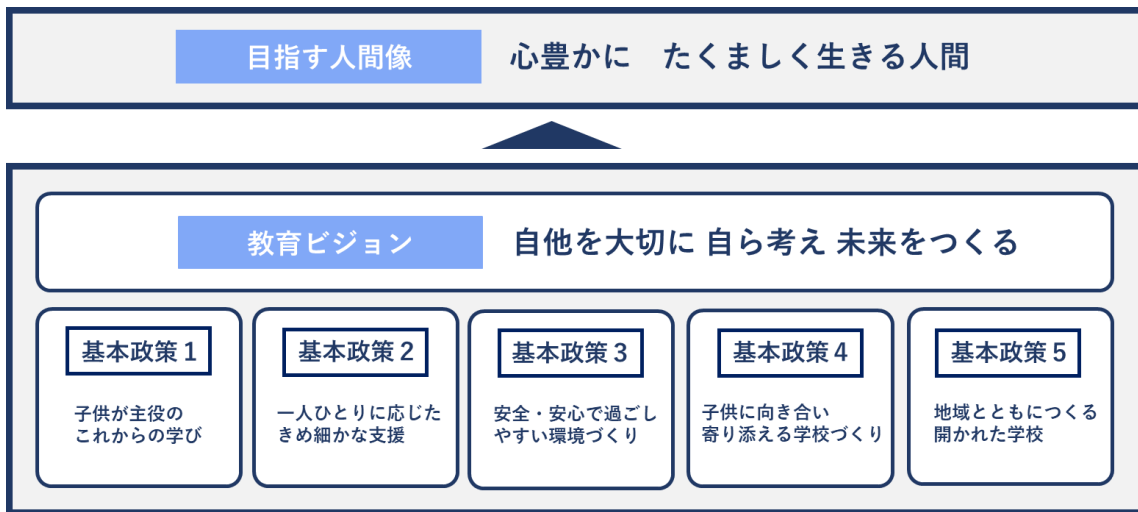 目指す人間像
心豊かに　たくましく生きる人間
教育ビジョン
自他を大切に 自ら考え 未来をつくる
基本政策１
子供が主役の
これからの学び
基本政策２
一人ひとりに応じた
きめ細かな支援
基本政策３
安全・安心で過ごし
やすい環境づくり
基本政策４
子供に向き合い
寄り添える学校づくり
基本政策５
地域とともにつくる
開かれた学校